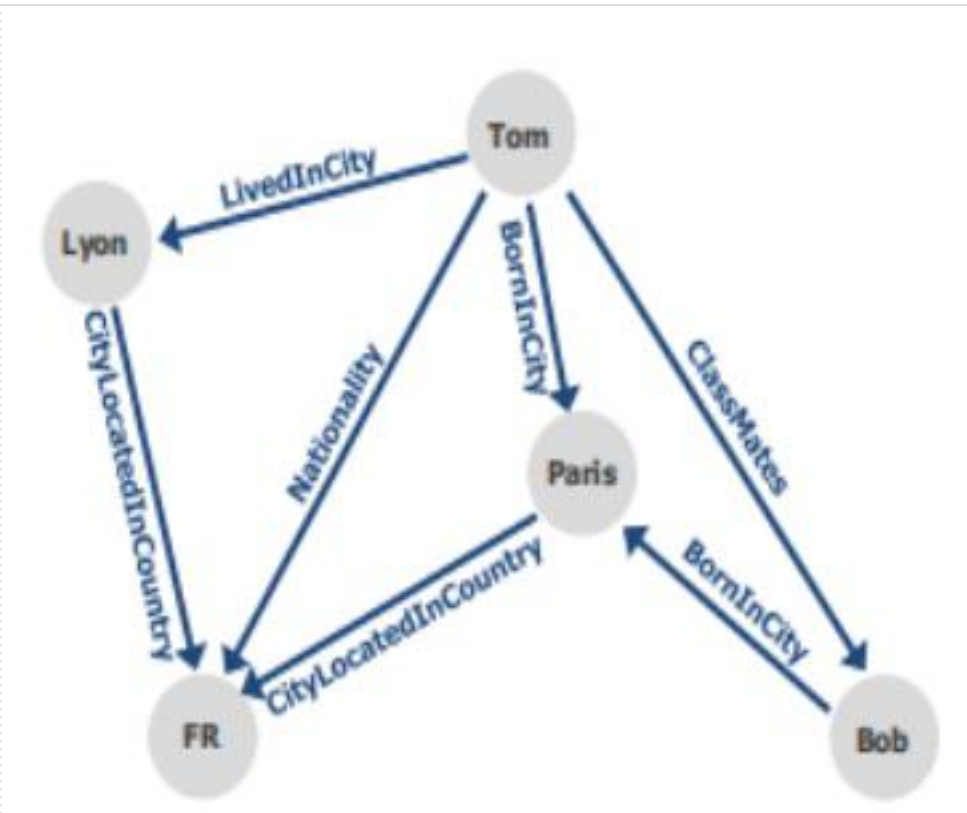 Tom
LivedInCity
Lyon
BornInCity
CityLocatedInCountry
Nationality
ClassMates
Paris
BornInCity
CityLocatedInCountry
FR
Bob